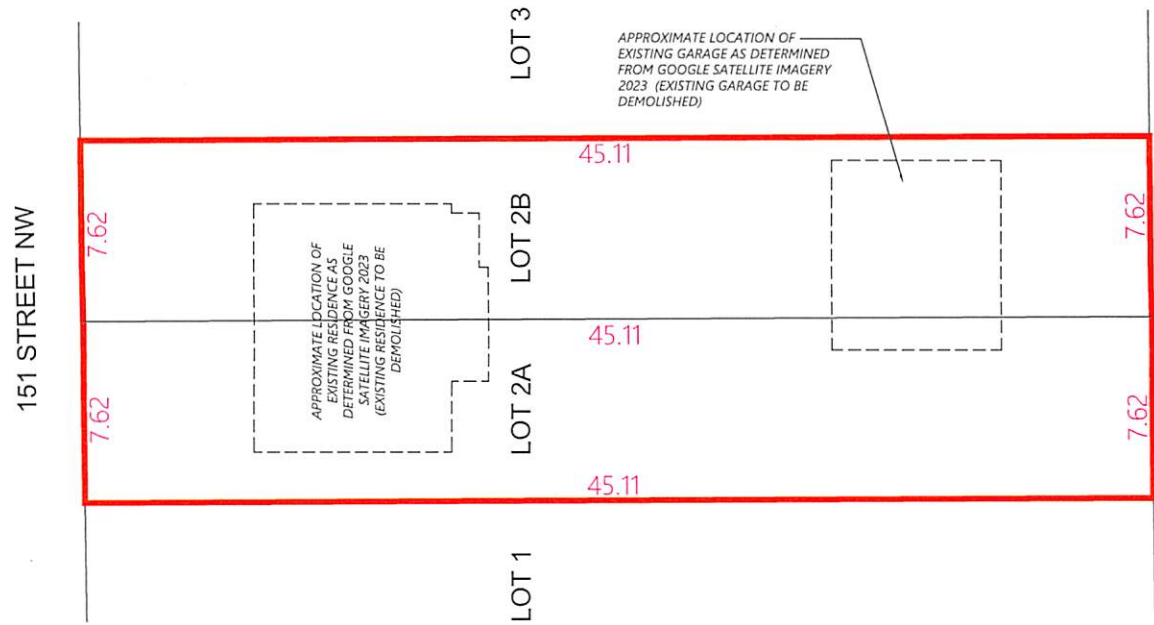 LOT 3
APPROXIMATE LOCATION OF
EXISTING GARAGE AS DETERMINED
FROM GOOGLE SATELLITE IMAGERY
2023 (EXISTING GARAGE TO BE
DEMOLISHED)
45.11
151 STREET NW
7.62
APPROXIMATE LOCATION OF
EXISTING RESIDENCE AS
DETERMINED FROM GOOGLE
SATELLITE IMAGERY 2023
(EXISTING RESIDENCE TO BE
DEMOLISHED)
LOT 2B
7.62
45.11
7.62
LOT 2A
7.62
45.11
LOT 1